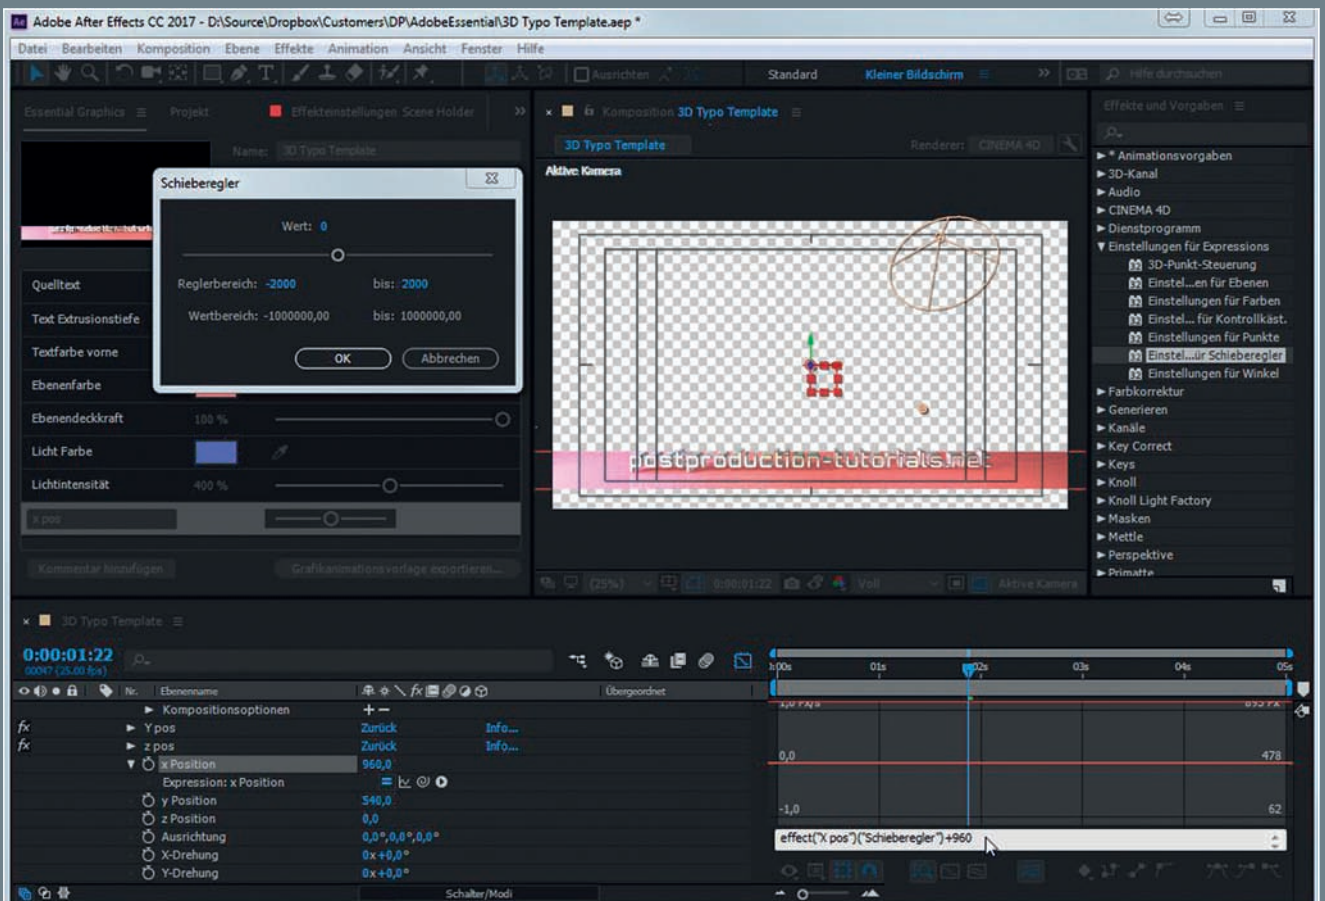 Adobe After Effects CC 2017 - D:\Source\Dropbox\Customers\DP\AdobeEssential\3D Typo Template.aep *
Datei Bearbeiten Komposition Ebene Effekte Animation Ansicht Fenster Hilfe
Ausrichten Standard Kleiner Bildschirm Hilfe durchsuchen
Essential Graphics Projekt Effekteinstellungen Scene Holder
Name: 3D Typo Template
Schieberegler
Wert: 0
Reglerbereich: -2000 bis: 2000
Wertbereich: -1000000,00 bis: 1000000,00
OK Abbrechen
Quelltext
Text Extrusionstiefe
Textfarbe vorne
Ebenenfarbe
Ebenendeckkraft 100 %
Licht Farbe
Lichtintensität 400 %
x pos
Kommentar hinzufügen Grafikanimationsvorlage exportieren...
Komposition 3D Typo Template
3D Typo Template Renderer: CINEMA 4D
Aktive Kamera
postproduction-tutorials.net
(25%) 0:00:01:22 Voll Aktive Kamera
Effekte und Vorgaben
* Animationsvorgaben
3D-Kanal
Audio
CINEMA 4D
Dienstprogramm
Einstellungen für Expressions
3D-Punkt-Steuerung
Einstel...en für Ebenen
Einstellungen für Farben
Einstel... für Kontrollkäst.
Einstellungen für Punkte
Einstel...ür Schieberegler
Einstellungen für Winkel
Farbkorrektur
Generieren
Kanäle
Key Correct
Keys
Knoll
Knoll Light Factory
Masken
Mettle
Perspektive
Primatte
3D Typo Template
0:00:01:22
00047 (25.00 fps)
Nr. Ebenenname Übergeordnet
Kompositionsoptionen
Y pos Zurück Info...
z pos Zurück Info...
x Position 960,0
Expression: x Position
y Position 540,0
z Position 0,0
Ausrichtung 0,0°,0,0°,0,0°
X-Drehung 0x+0,0°
Y-Drehung 0x+0,0°
Schalter/Modi
01s 02s 03s 04s 05s
0,0 478
-1,0 62
effect("X pos")("Schieberegler")+960